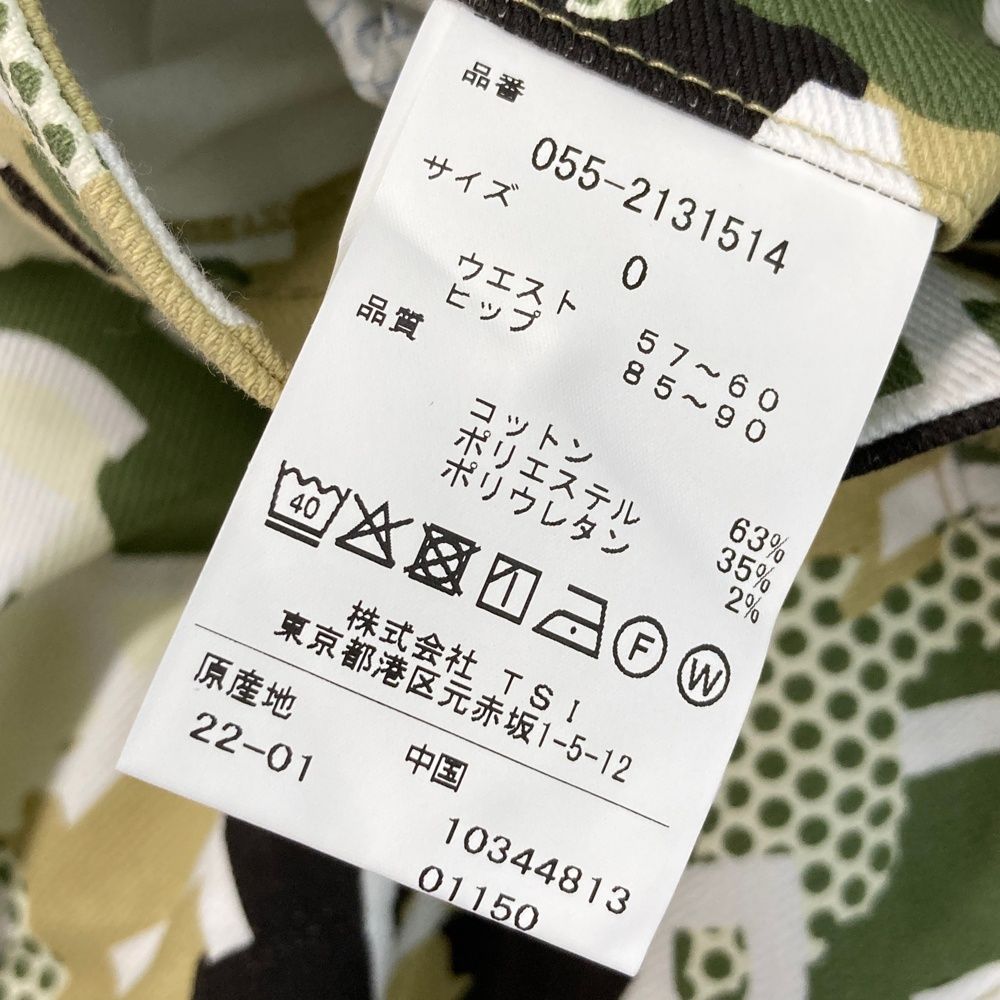 品番
055-2131514
サイズ
0
ウエスト 57～60
ヒップ 85～90
品質
コットン 63%
ポリエステル 35%
ポリウレタン 2%
40
F W
株式会社 TSI
東京都港区元赤坂1-5-12
原産地
22-01 中国
10344813
01150